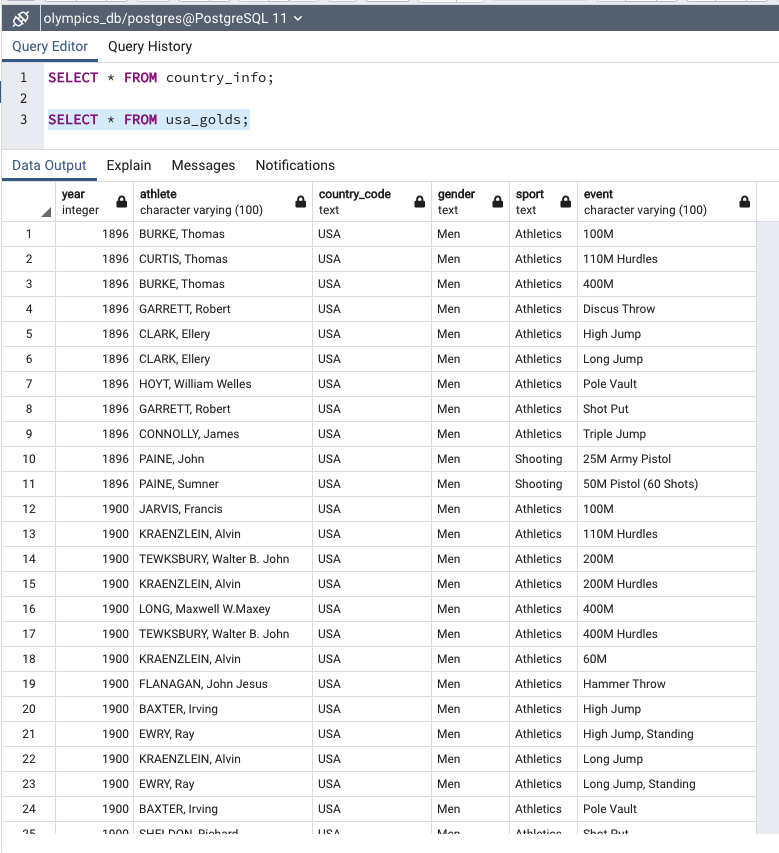 olympics_db/postgres@PostgreSQL 11
Query Editor Query History
1 SELECT * FROM country_info;
2
3 SELECT * FROM usa_golds;
Data Output Explain Messages Notifications
year athlete country_code gender sport event
integer character varying (100) text text text character varying (100)
1 1896 BURKE, Thomas USA Men Athletics 100M
2 1896 CURTIS, Thomas USA Men Athletics 110M Hurdles
3 1896 BURKE, Thomas USA Men Athletics 400M
4 1896 GARRETT, Robert USA Men Athletics Discus Throw
5 1896 CLARK, Ellery USA Men Athletics High Jump
6 1896 CLARK, Ellery USA Men Athletics Long Jump
7 1896 HOYT, William Welles USA Men Athletics Pole Vault
8 1896 GARRETT, Robert USA Men Athletics Shot Put
9 1896 CONNOLLY, James USA Men Athletics Triple Jump
10 1896 PAINE, John USA Men Shooting 25M Army Pistol
11 1896 PAINE, Sumner USA Men Shooting 50M Pistol (60 Shots)
12 1900 JARVIS, Francis USA Men Athletics 100M
13 1900 KRAENZLEIN, Alvin USA Men Athletics 110M Hurdles
14 1900 TEWKSBURY, Walter B. John USA Men Athletics 200M
15 1900 KRAENZLEIN, Alvin USA Men Athletics 200M Hurdles
16 1900 LONG, Maxwell W.Maxey USA Men Athletics 400M
17 1900 TEWKSBURY, Walter B. John USA Men Athletics 400M Hurdles
18 1900 KRAENZLEIN, Alvin USA Men Athletics 60M
19 1900 FLANAGAN, John Jesus USA Men Athletics Hammer Throw
20 1900 BAXTER, Irving USA Men Athletics High Jump
21 1900 EWRY, Ray USA Men Athletics High Jump, Standing
22 1900 KRAENZLEIN, Alvin USA Men Athletics Long Jump
23 1900 EWRY, Ray USA Men Athletics Long Jump, Standing
24 1900 BAXTER, Irving USA Men Athletics Pole Vault
25 1900 SHELDON, Richard USA Men Athletics Shot Put